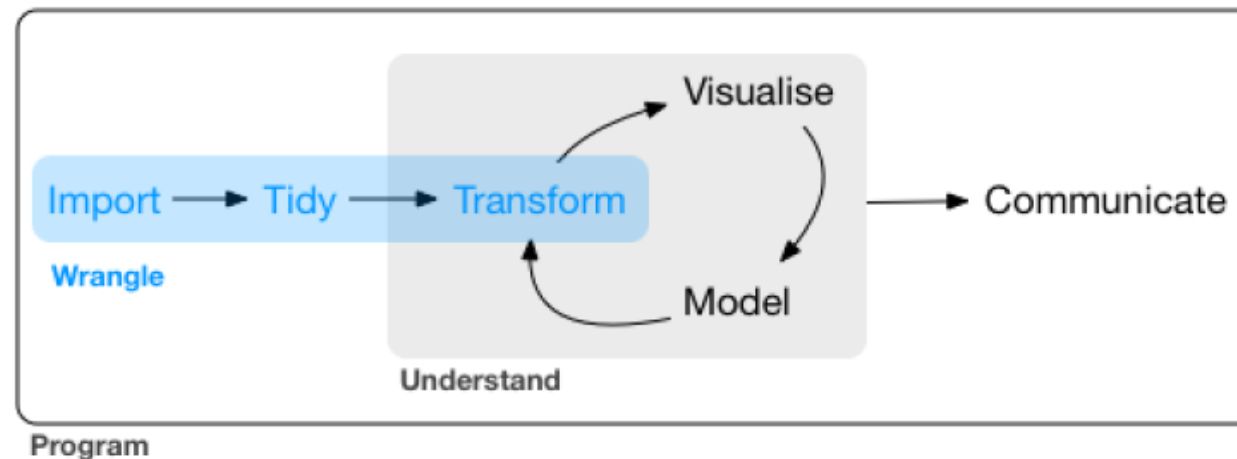 Visualise
Import
Tidy
Transform
Communicate
Wrangle
Model
Understand
Program